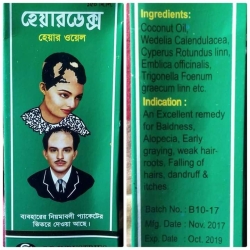 হেয়ারডেক্স
হেয়ার ওয়েল
ব্যবহারের নিয়মাবলী প্যাকেটের
ভিতরে দেওয়া আছে।
Ingredients:
Coconut Oil,
Wedelia Calendulacea,
Cyperus Rotundus linn,
Emblica officinals,
Trigonella Foenum
graecum linn etc.
Indication :
An Excellent remedy
for Baldness,
Alopecia, Early
graying, weak hair-
roots, Falling of
hairs, dandruff &
itches.
Batch No. : B10-17
Mfg. Date : Nov. 2017
Exp. Date : Oct. 2019